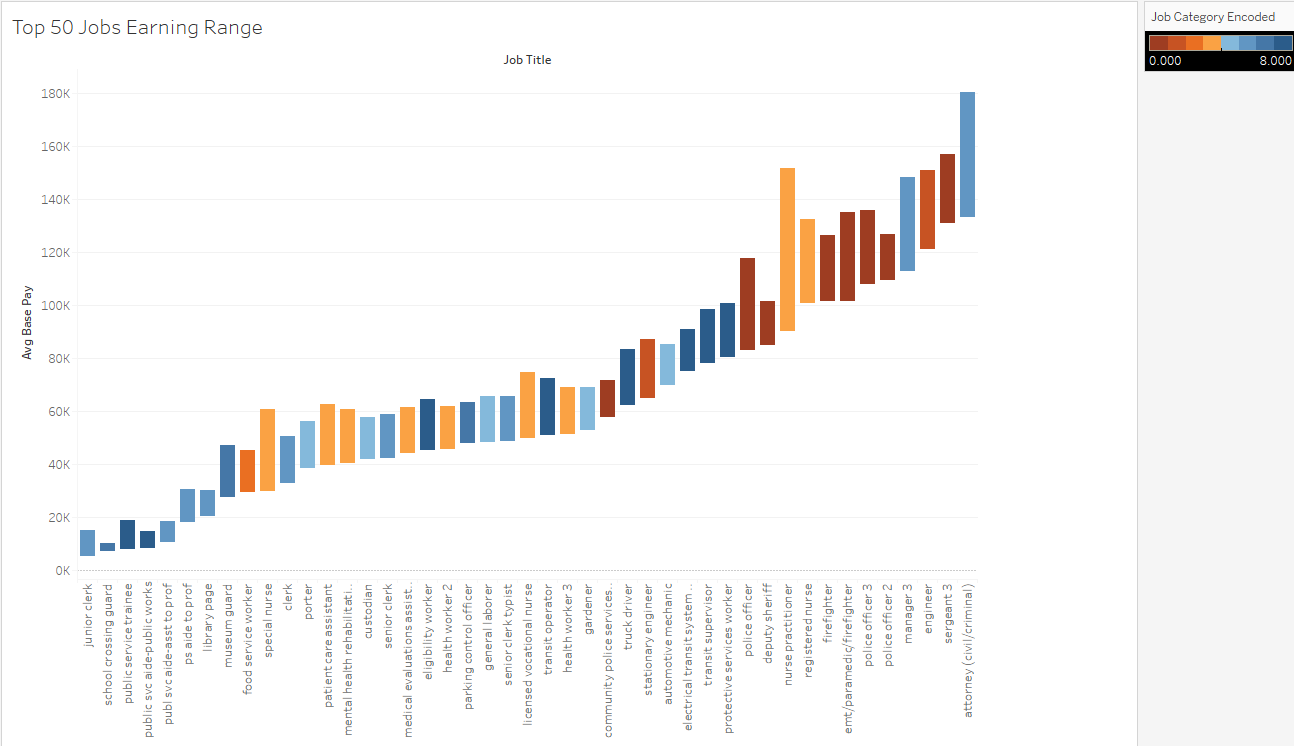 Top 50 Jobs Earning Range
Job Category Encoded
0.000 8.000
Job Title
Avg Base Pay
180K
160K
140K
120K
100K
80K
60K
40K
20K
0K
junior clerk
school crossing guard
public service trainee
public svc aide-public works
publ svc aide-asst to prof
ps aide to prof
library page
museum guard
food service worker
special nurse
clerk
porter
patient care assistant
mental health rehabilitati..
custodian
senior clerk
medical evaluations assist..
eligibility worker
health worker 2
parking control officer
general laborer
senior clerk typist
licensed vocational nurse
transit operator
health worker 3
gardener
community police services..
truck driver
stationary engineer
automotive mechanic
electrical transit system ..
transit supervisor
protective services worker
police officer
deputy sheriff
nurse practitioner
registered nurse
firefighter
emt/paramedic/firefighter
police officer 3
police officer 2
manager 3
engineer
sergeant 3
attorney (civil/criminal)